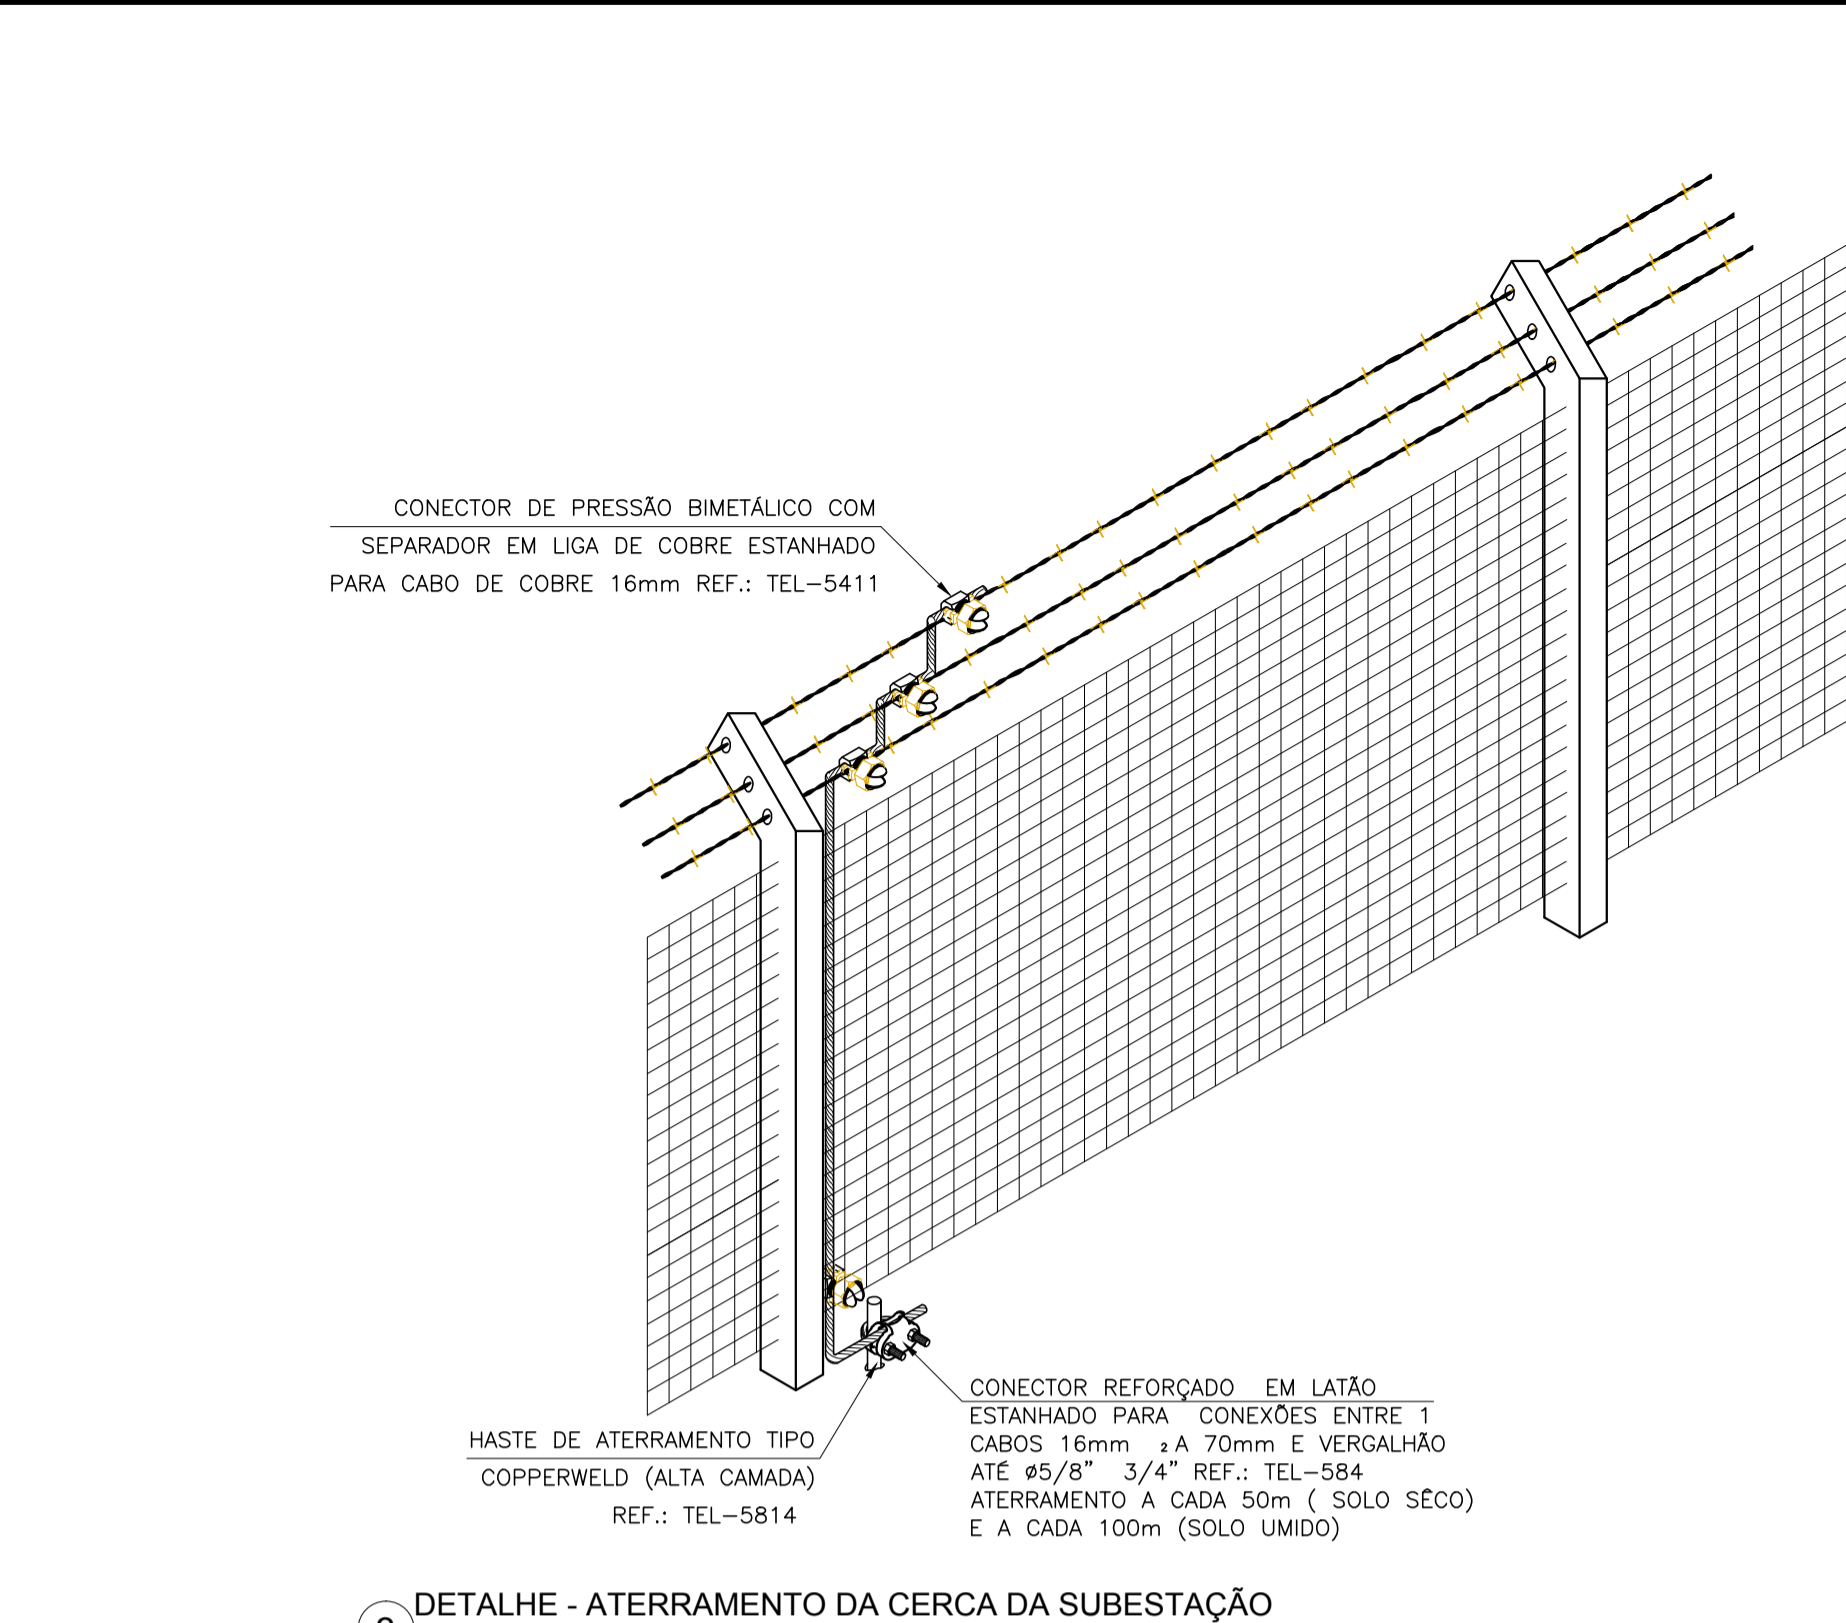 CONECTOR DE PRESSÃO BIMETÁLICO COM
SEPARADOR EM LIGA DE COBRE ESTANHADO
PARA CABO DE COBRE 16mm REF.: TEL-5411
CONECTOR REFORÇADO EM LATÃO
ESTANHADO PARA CONEXÕES ENTRE 1
CABOS 16mm ₂ A 70mm E VERGALHÃO
ATÉ ø5/8" 3/4" REF.: TEL-584
ATERRAMENTO A CADA 50m ( SOLO SÊCO)
E A CADA 100m (SOLO UMIDO)
HASTE DE ATERRAMENTO TIPO
COPPERWELD (ALTA CAMADA)
REF.: TEL-5814
DETALHE - ATERRAMENTO DA CERCA DA SUBESTAÇÃO